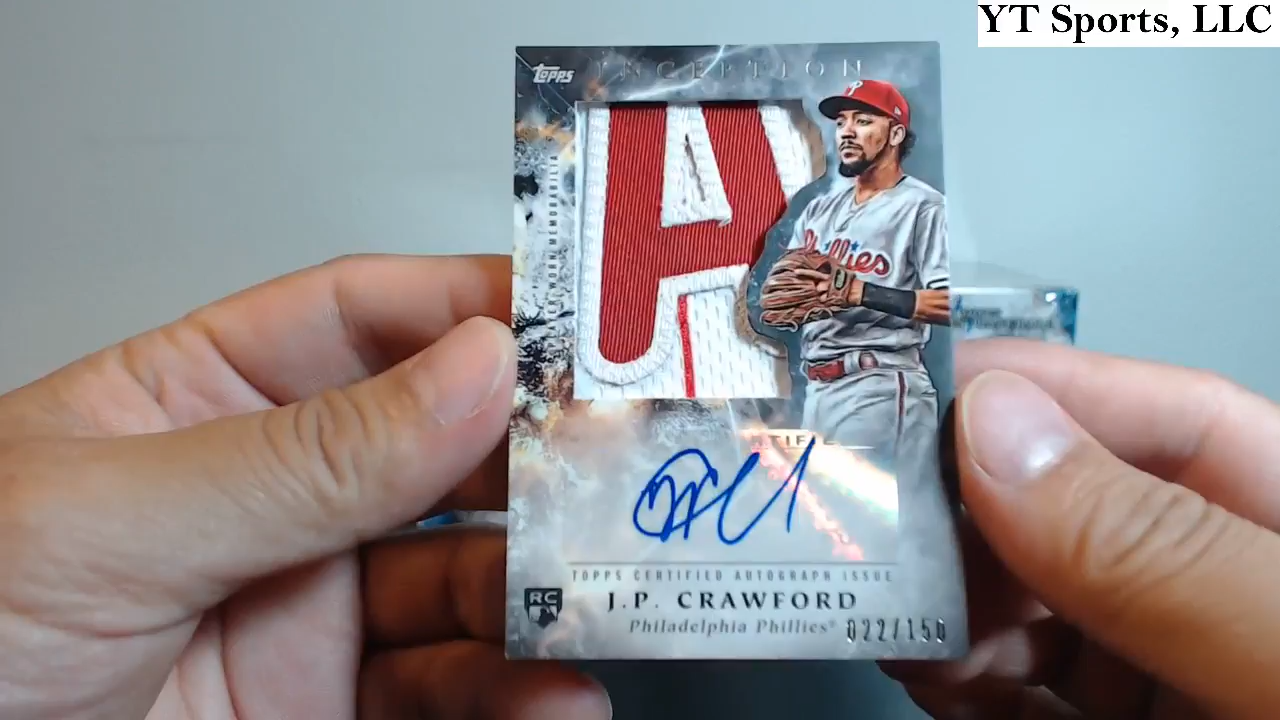 YT Sports, LLC
topps INCEPTION
P
Phillies
TOPPS CERTIFIED AUTOGRAPH ISSUE
RC
J.P. CRAWFORD
Philadelphia Phillies®
022/150